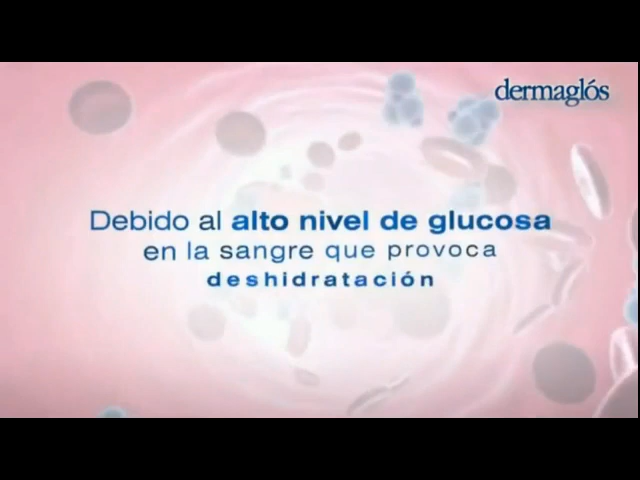 dermaglós
Debido al alto nivel de glucosa
en la sangre que provoca
deshidratación